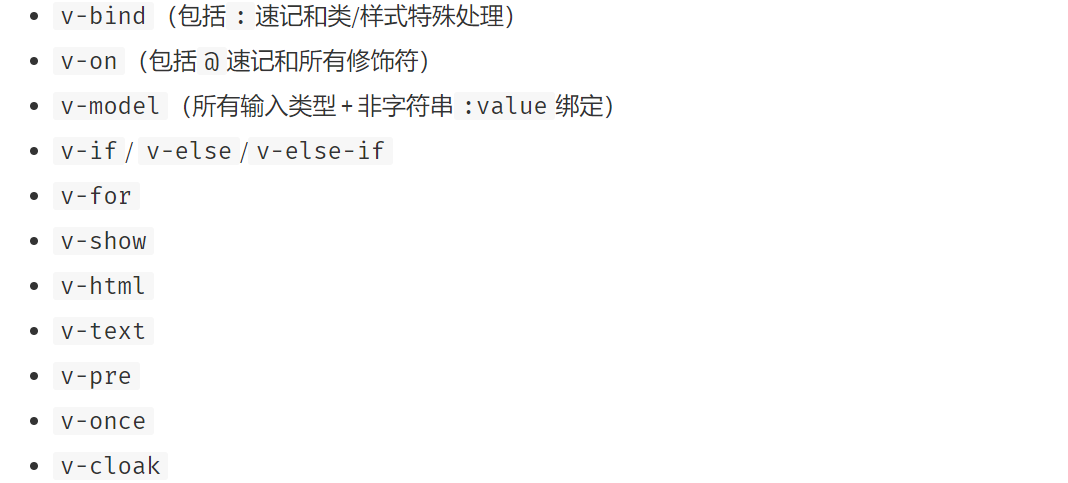 v-bind（包括 : 速记和类/样式特殊处理）
v-on（包括 @ 速记和所有修饰符）
v-model（所有输入类型 + 非字符串 :value 绑定）
v-if / v-else / v-else-if
v-for
v-show
v-html
v-text
v-pre
v-once
v-cloak